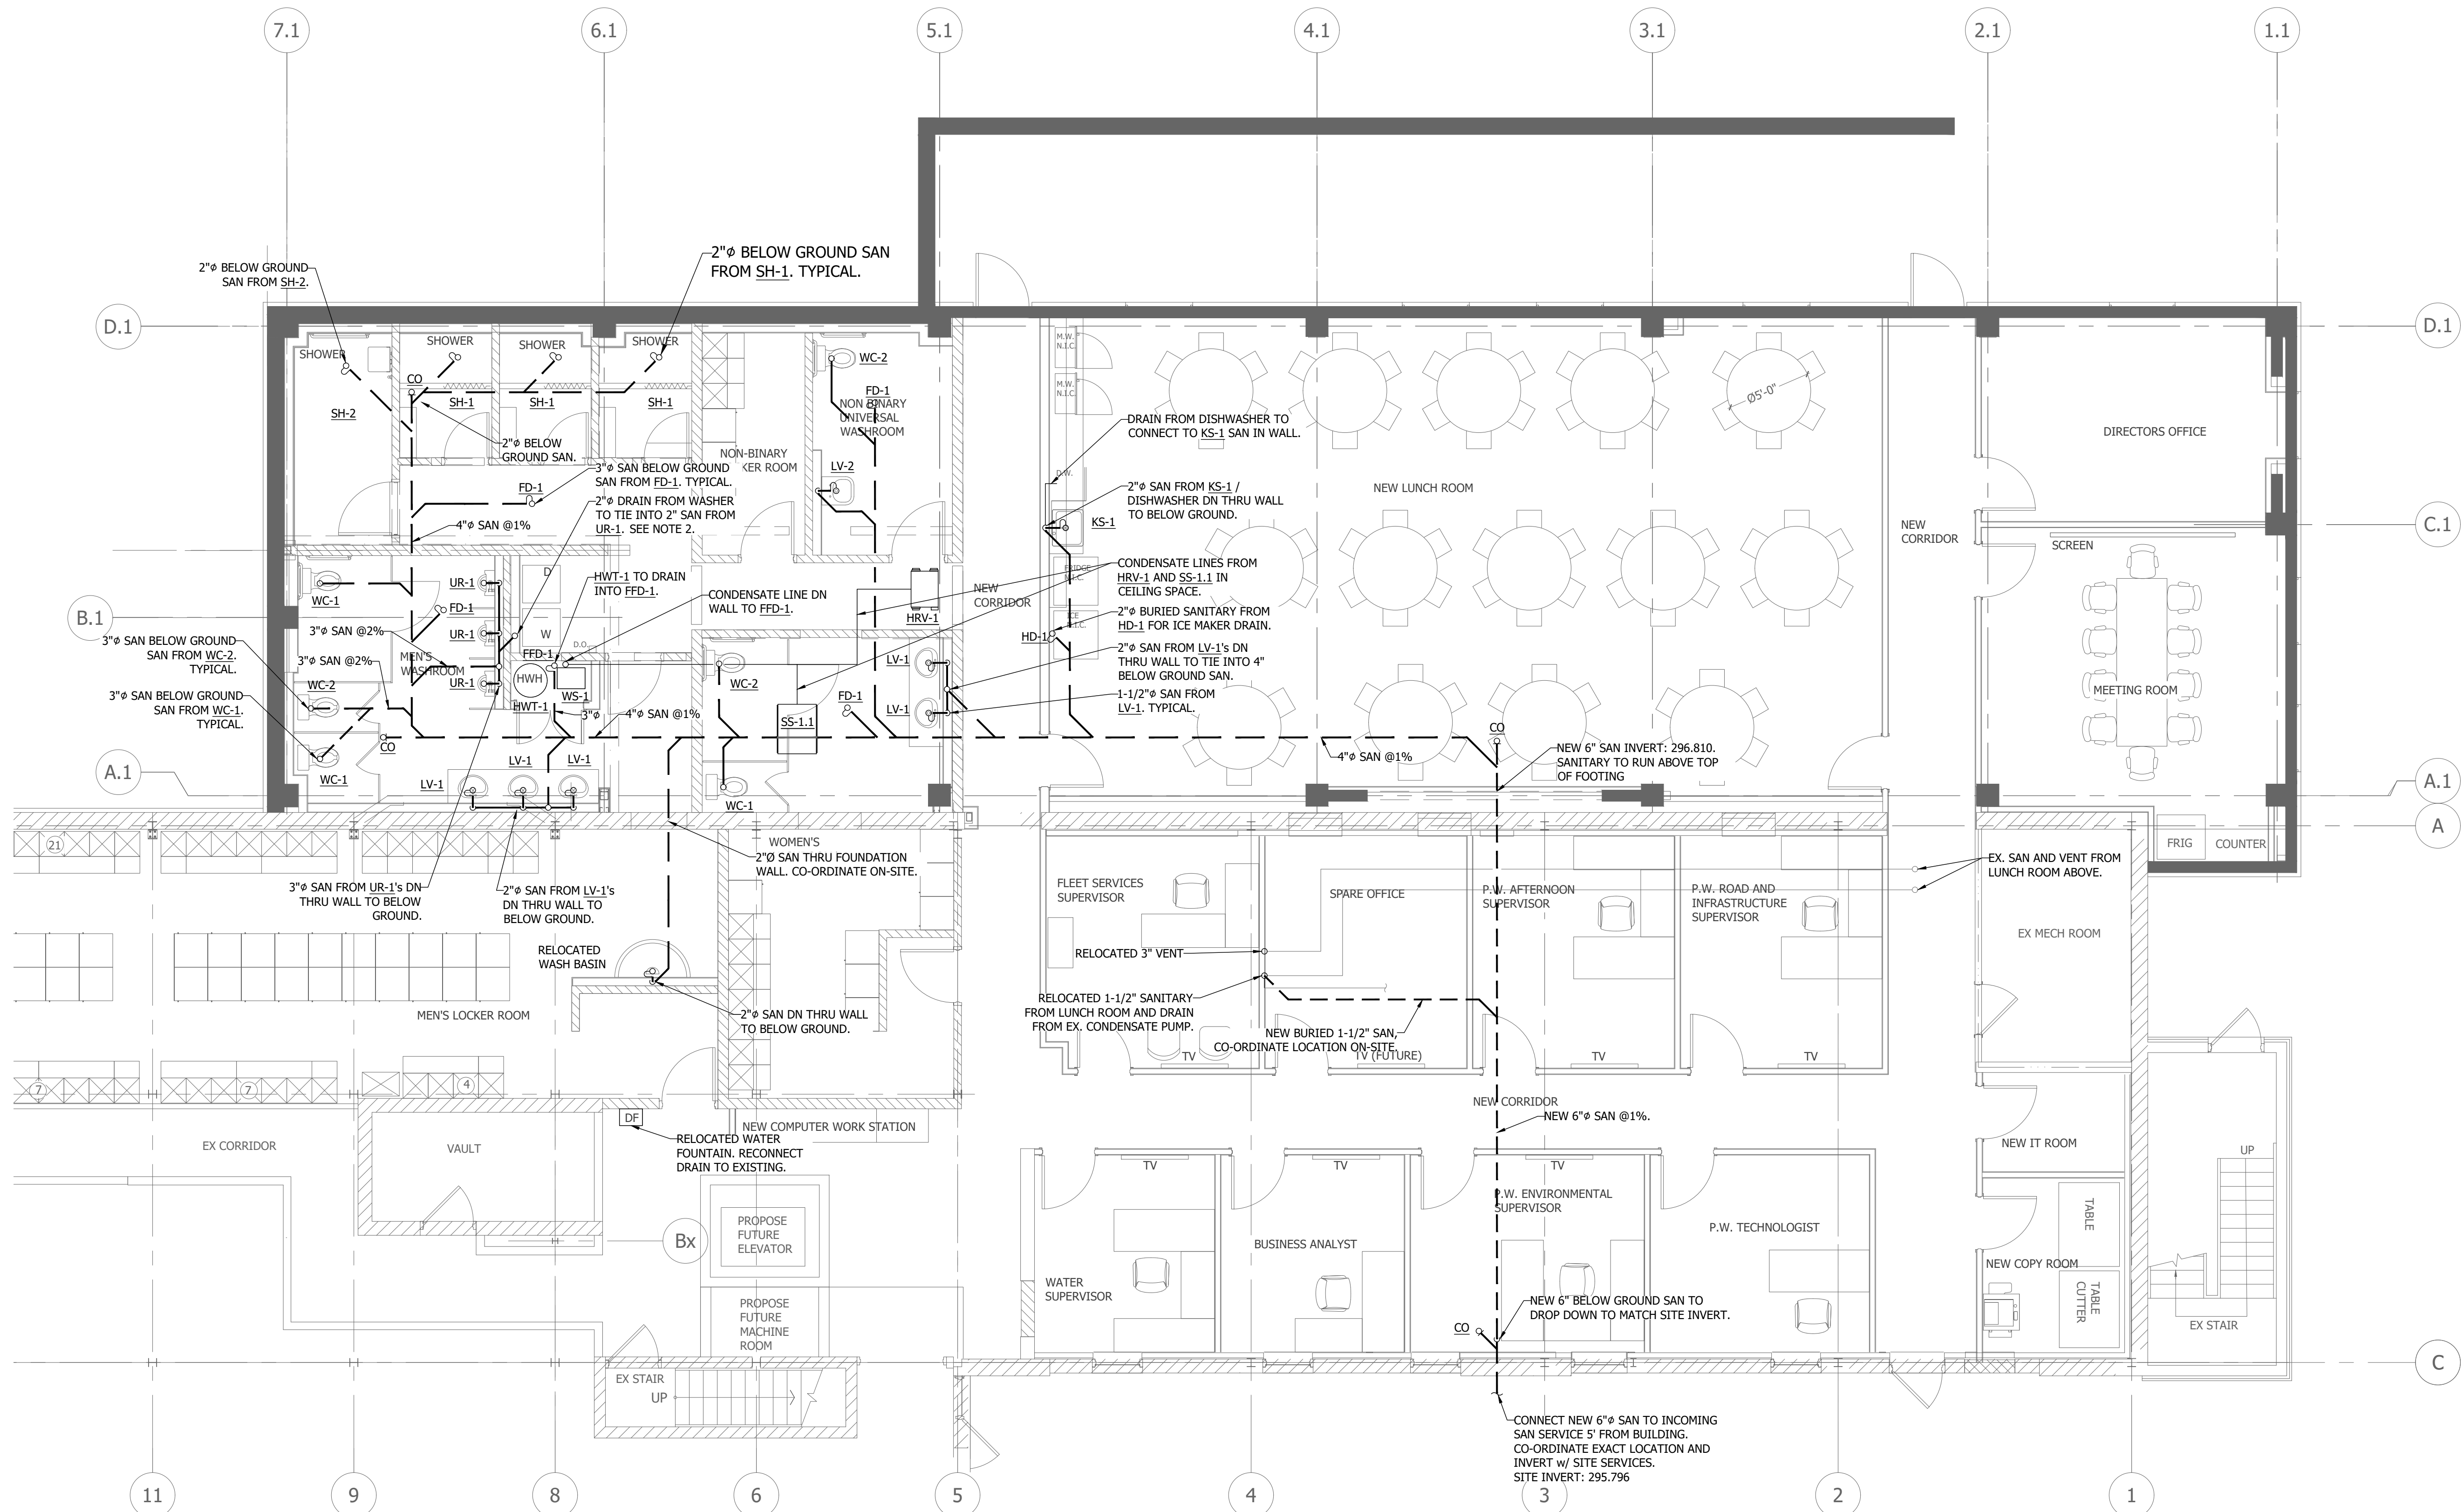 7.1
6.1
5.1
4.1
3.1
2.1
1.1
2"ø BELOW GROUND SAN
FROM SH-1. TYPICAL.
2"ø BELOW GROUND
SAN FROM SH-2.
D.1
D.1
SHOWER
SHOWER
SHOWER
SHOWER
CO
SH-2
SH-1
SH-1
SH-1
2"ø BELOW
GROUND SAN.
WC-2
FD-1
NON BINARY
UNIVERSAL
WASHROOM
NON-BINARY
KER ROOM
LV-2
M.W.
N.I.C.
M.W.
N.I.C.
Ø5'-0"
DRAIN FROM DISHWASHER TO
CONNECT TO KS-1 SAN IN WALL.
D.W.
2"ø SAN FROM KS-1 /
DISHWASHER DN THRU WALL
TO BELOW GROUND.
KS-1
NEW LUNCH ROOM
DIRECTORS OFFICE
NEW
CORRIDOR
C.1
SCREEN
3"ø SAN BELOW GROUND
SAN FROM FD-1. TYPICAL.
FD-1
2"ø DRAIN FROM WASHER
TO TIE INTO 2" SAN FROM
UR-1. SEE NOTE 2.
4"ø SAN @1%
HWT-1 TO DRAIN
INTO FFD-1.
CONDENSATE LINE DN
WALL TO FFD-1.
CONDENSATE LINES FROM
HRV-1 AND SS-1.1 IN
CEILING SPACE.
FRIDGE
N.I.C.
2"ø BURIED SANITARY FROM
HD-1 FOR ICE MAKER DRAIN.
ICE
N.I.C.
HD-1
2"ø SAN FROM LV-1's DN
THRU WALL TO TIE INTO 4"
BELOW GROUND SAN.
1-1/2"ø SAN FROM
LV-1. TYPICAL.
NEW
CORRIDOR
HRV-1
B.1
WC-1
UR-1
D
FD-1
3"ø SAN @2%
UR-1
W
D.O.
3"ø SAN BELOW GROUND
SAN FROM WC-2.
TYPICAL.
3"ø SAN @2%
MEN'S
WASHROOM
FFD-1
HWH
WS-1
UR-1
WC-2
3"ø SAN BELOW GROUND
SAN FROM WC-1.
TYPICAL.
HWT-1
3"ø
4"ø SAN @1%
WC-2
LV-1
FD-1
SS-1.1
LV-1
CO
WC-1
LV-1
LV-1
LV-1
WC-1
MEETING ROOM
CO
4"ø SAN @1%
NEW 6" SAN INVERT: 296.810.
SANITARY TO RUN ABOVE TOP
OF FOOTING
A.1
A.1
A
21
3"ø SAN FROM UR-1's DN
THRU WALL TO BELOW
GROUND.
2"ø SAN FROM LV-1's
DN THRU WALL TO
BELOW GROUND.
WOMEN'S
2"Ø SAN THRU FOUNDATION
WALL. CO-ORDINATE ON-SITE.
FRIG
COUNTER
EX. SAN AND VENT FROM
LUNCH ROOM ABOVE.
FLEET SERVICES
SUPERVISOR
SPARE OFFICE
P.W. AFTERNOON
SUPERVISOR
P.W. ROAD AND
INFRASTRUCTURE
SUPERVISOR
EX MECH ROOM
RELOCATED
WASH BASIN
RELOCATED 3" VENT
RELOCATED 1-1/2" SANITARY
FROM LUNCH ROOM AND DRAIN
FROM EX. CONDENSATE PUMP.
NEW BURIED 1-1/2" SAN,
CO-ORDINATE LOCATION ON-SITE.
2"ø SAN DN THRU WALL
TO BELOW GROUND.
MEN'S LOCKER ROOM
TV
TV (FUTURE)
TV
TV
7
7
4
DF
NEW CORRIDOR
NEW 6"ø SAN @1%.
NEW COMPUTER WORK STATION
RELOCATED WATER
FOUNTAIN. RECONNECT
DRAIN TO EXISTING.
EX CORRIDOR
VAULT
NEW IT ROOM
UP
TV
TV
TV
P.W. ENVIRONMENTAL
SUPERVISOR
P.W. TECHNOLOGIST
TABLE
Bx
PROPOSE
FUTURE
ELEVATOR
BUSINESS ANALYST
NEW COPY ROOM
WATER
SUPERVISOR
TABLE
CUTTER
PROPOSE
FUTURE
MACHINE
ROOM
NEW 6" BELOW GROUND SAN TO
DROP DOWN TO MATCH SITE INVERT.
CO
EX STAIR
EX STAIR
UP
C
CONNECT NEW 6"ø SAN TO INCOMING
SAN SERVICE 5' FROM BUILDING.
CO-ORDINATE EXACT LOCATION AND
INVERT w/ SITE SERVICES.
SITE INVERT: 295.796
11
9
8
6
5
4
3
2
1